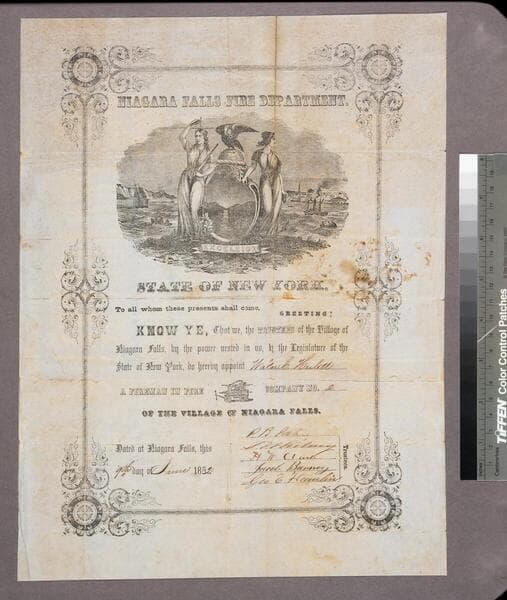 NIAGARA FALLS FIRE DEPARTMENT.
EXCELSIOR
STATE OF NEW YORK.
To all whom these presents shall come,
GREETING!
KNOW YE, That we, the TRUSTEES of the Village of
Niagara Falls, by the power vested in us, by the Legislature of the
State of New York, do hereby appoint
A FIREMAN IN FIRE COMPANY NO. 2
OF THE VILLAGE OF NIAGARA FALLS.
Dated at Niagara Falls, this
day of June 1852
Trustees.
TIFFEN Color Control Patches